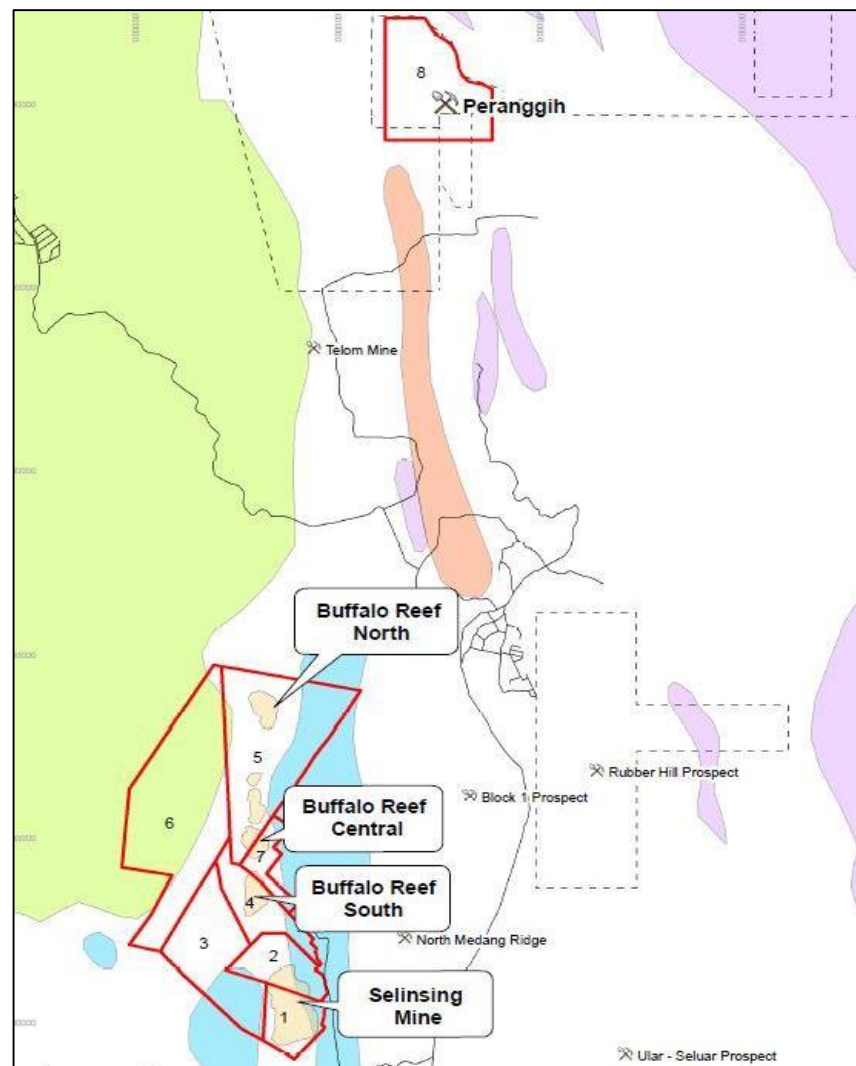 8
Peranggih
Telom Mine
Buffalo Reef
North
5
Rubber Hill Prospect
Block 1 Prospect
6
Buffalo Reef
Central
7
Buffalo Reef
South
4
3
North Medang Ridge
2
Selinsing
Mine
1
Ular - Seluar Prospect